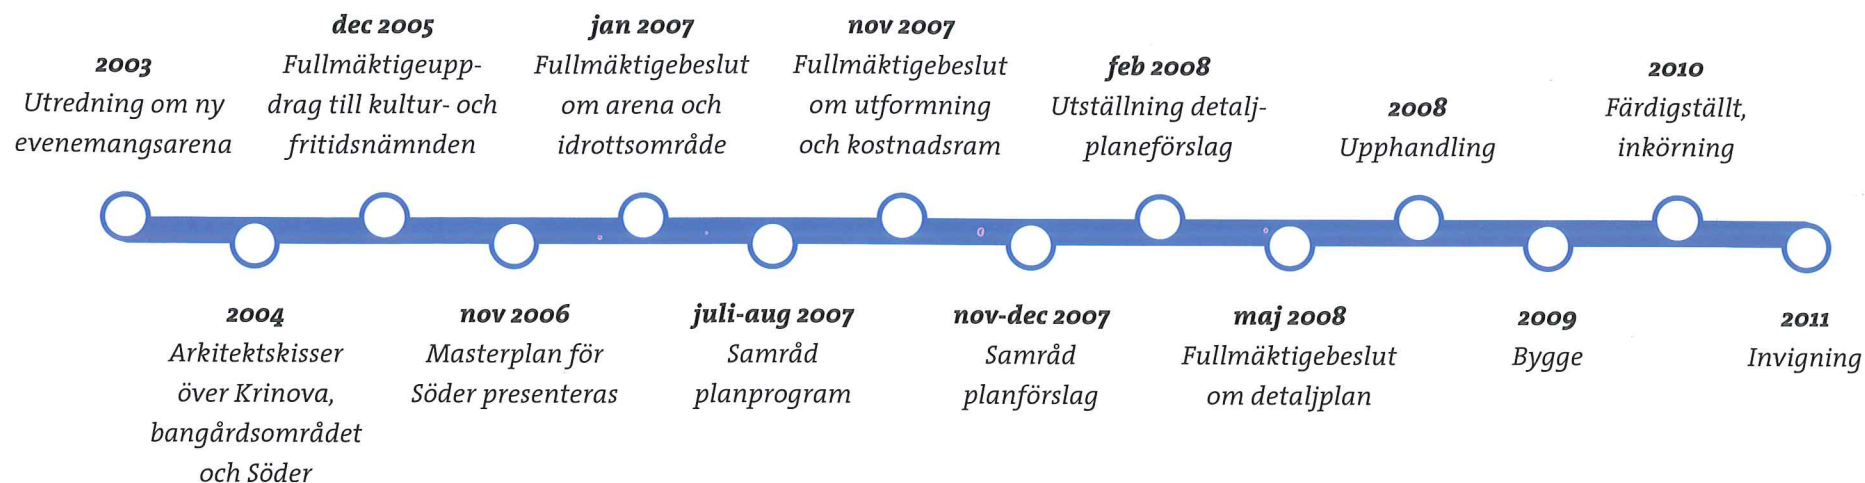 2003
Utredning om ny
evenemangsarena
2004
Arkitektskisser
över Krinova,
bangårdsområdet
och Söder
dec 2005
Fullmäktigeupp-
drag till kultur- och
fritidsnämnden
nov 2006
Masterplan för
Söder presenteras
jan 2007
Fullmäktigebeslut
om arena och
idrottsområde
juli-aug 2007
Samråd
planprogram
nov 2007
Fullmäktigebeslut
om utformning
och kostnadsram
nov-dec 2007
Samråd
planförslag
feb 2008
Utställning detalj-
planeförslag
maj 2008
Fullmäktigebeslut
om detaljplan
2008
Upphandling
2009
Bygge
2010
Färdigställt,
inkörning
2011
Invigning